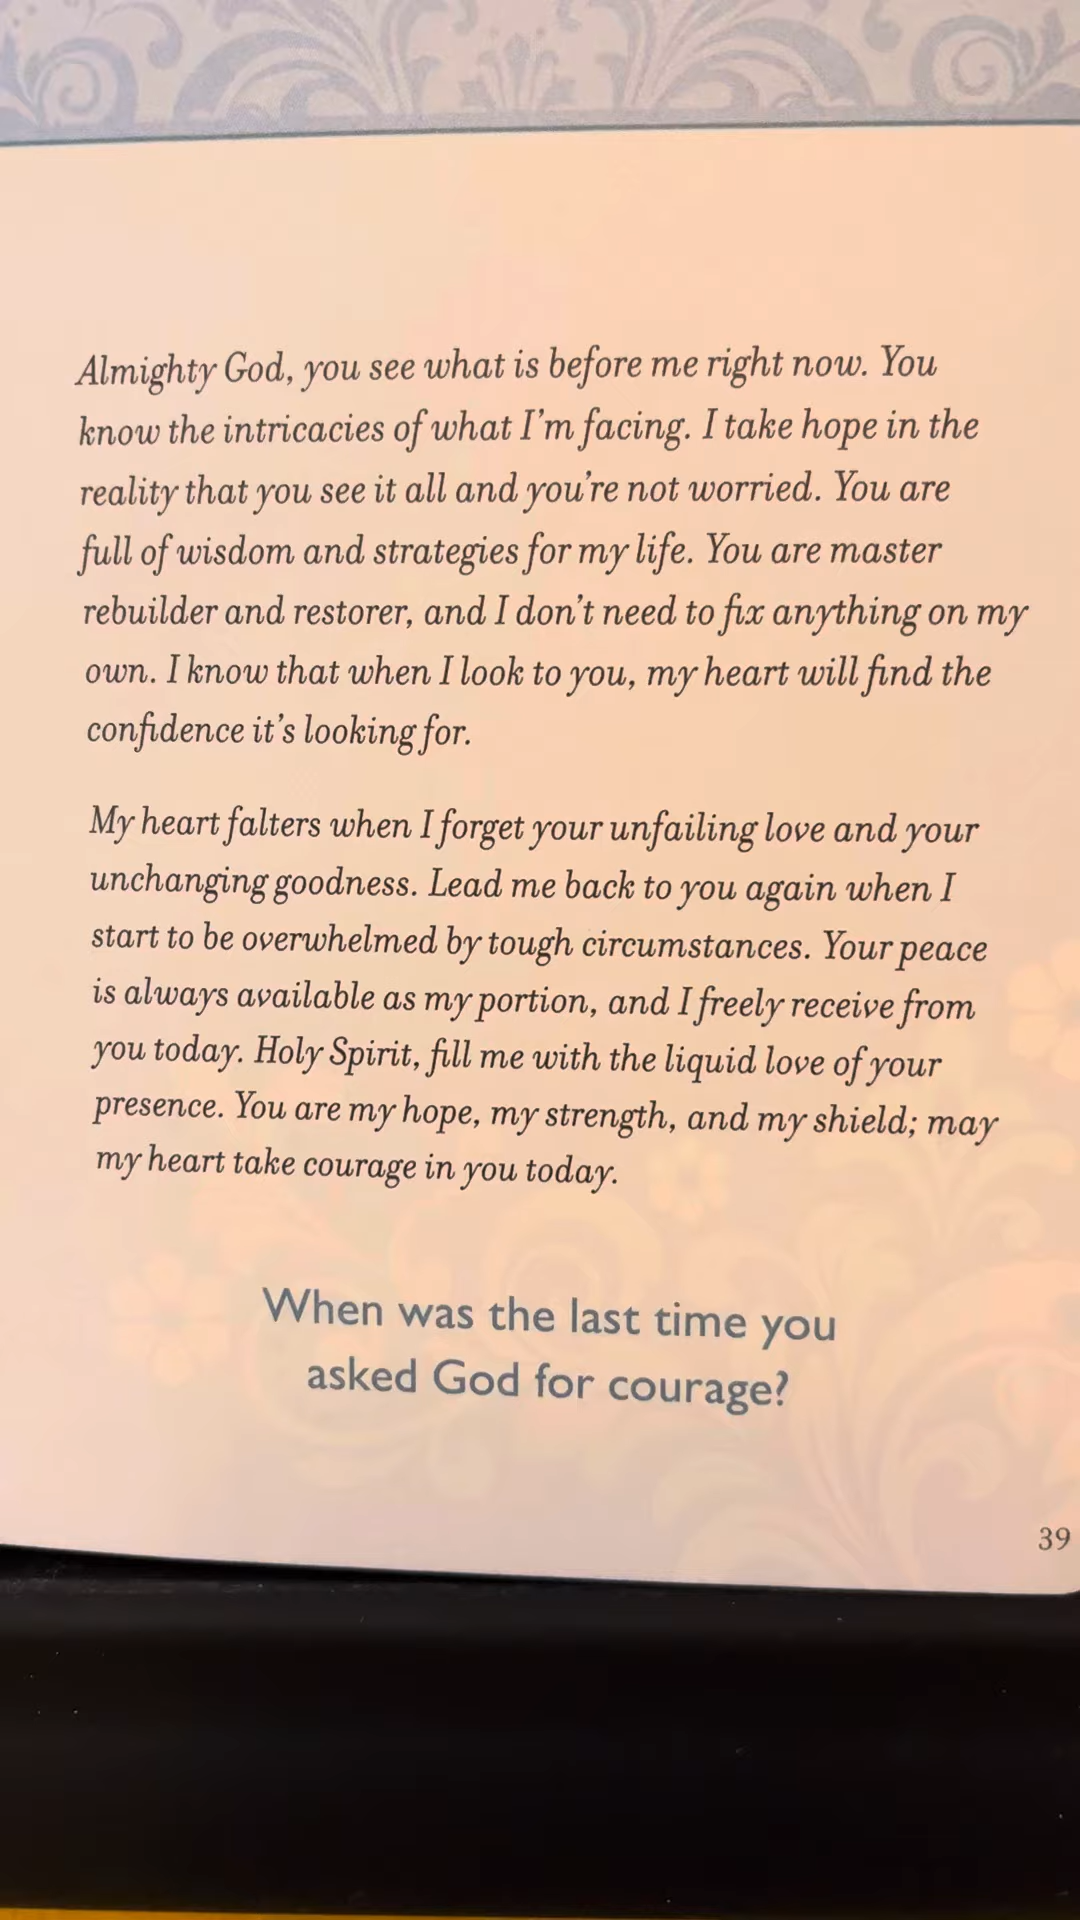 Almighty God, you see what is before me right now. You
know the intricacies of what I'm facing. I take hope in the
reality that you see it all and you're not worried. You are
full of wisdom and strategies for my life. You are master
rebuilder and restorer, and I don't need to fix anything on my
own. I know that when I look to you, my heart will find the
confidence it's looking for.
My heart falters when I forget your unfailing love and your
unchanging goodness. Lead me back to you again when I
start to be overwhelmed by tough circumstances. Your peace
is always available as my portion, and I freely receive from
you today. Holy Spirit, fill me with the liquid love of your
presence. You are my hope, my strength, and my shield; may
my heart take courage in you today.
When was the last time you
asked God for courage?
39